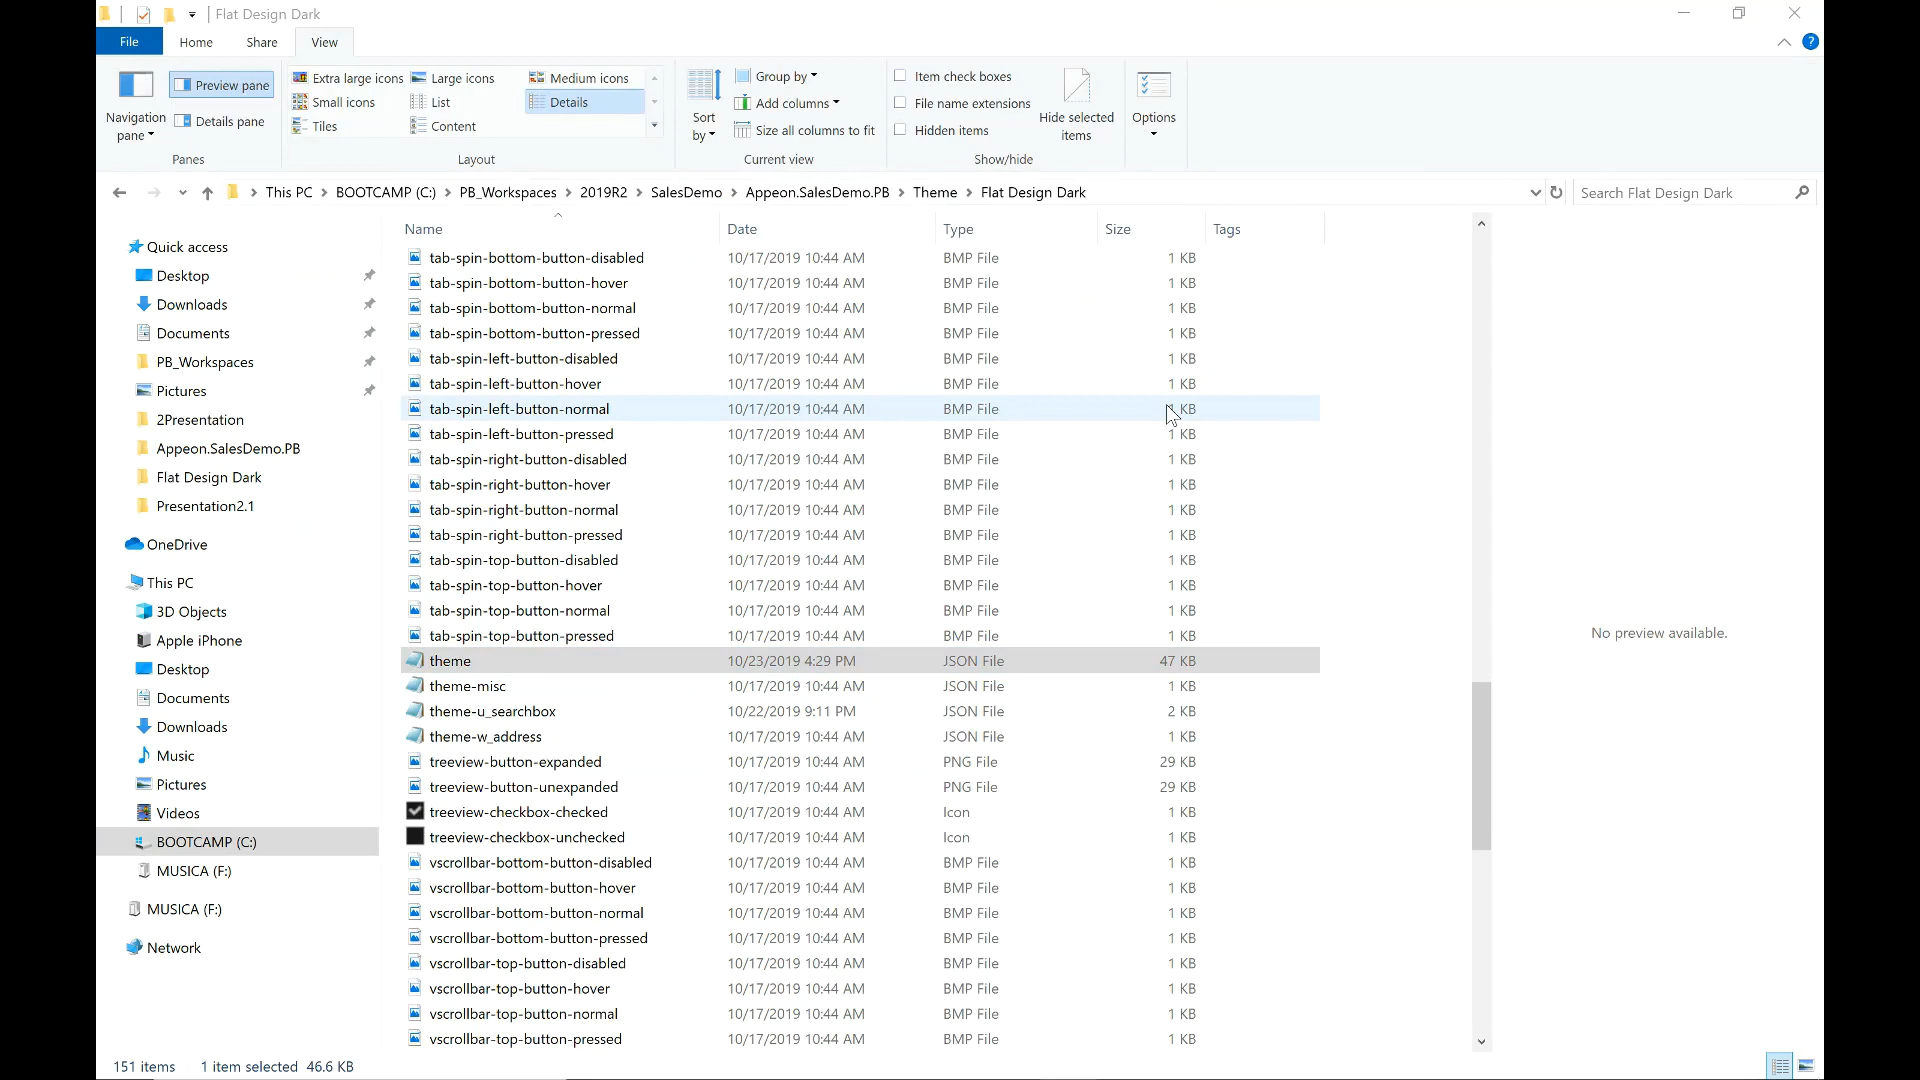 Flat Design Dark
File Home Share View
Navigation pane
Preview pane
Details pane
Panes
Extra large icons Large icons Medium icons
Small icons List Details
Tiles Content
Layout
Sort by
Group by
Add columns
Size all columns to fit
Current view
Item check boxes
File name extensions
Hidden items
Hide selected items
Show/hide
Options
This PC BOOTCAMP (C:) PB_Workspaces 2019R2 SalesDemo Appeon.SalesDemo.PB Theme Flat Design Dark
Search Flat Design Dark
Quick access
Desktop
Downloads
Documents
PB_Workspaces
Pictures
2Presentation
Appeon.SalesDemo.PB
Flat Design Dark
Presentation2.1
OneDrive
This PC
3D Objects
Apple iPhone
Desktop
Documents
Downloads
Music
Pictures
Videos
BOOTCAMP (C:)
MUSICA (F:)
MUSICA (F:)
Network
Name Date Type Size Tags
tab-spin-bottom-button-disabled 10/17/2019 10:44 AM BMP File 1 KB
tab-spin-bottom-button-hover 10/17/2019 10:44 AM BMP File 1 KB
tab-spin-bottom-button-normal 10/17/2019 10:44 AM BMP File 1 KB
tab-spin-bottom-button-pressed 10/17/2019 10:44 AM BMP File 1 KB
tab-spin-left-button-disabled 10/17/2019 10:44 AM BMP File 1 KB
tab-spin-left-button-hover 10/17/2019 10:44 AM BMP File 1 KB
tab-spin-left-button-normal 10/17/2019 10:44 AM BMP File 1 KB
tab-spin-left-button-pressed 10/17/2019 10:44 AM BMP File 1 KB
tab-spin-right-button-disabled 10/17/2019 10:44 AM BMP File 1 KB
tab-spin-right-button-hover 10/17/2019 10:44 AM BMP File 1 KB
tab-spin-right-button-normal 10/17/2019 10:44 AM BMP File 1 KB
tab-spin-right-button-pressed 10/17/2019 10:44 AM BMP File 1 KB
tab-spin-top-button-disabled 10/17/2019 10:44 AM BMP File 1 KB
tab-spin-top-button-hover 10/17/2019 10:44 AM BMP File 1 KB
tab-spin-top-button-normal 10/17/2019 10:44 AM BMP File 1 KB
tab-spin-top-button-pressed 10/17/2019 10:44 AM BMP File 1 KB
theme 10/23/2019 4:29 PM JSON File 47 KB
theme-misc 10/17/2019 10:44 AM JSON File 1 KB
theme-u_searchbox 10/22/2019 9:11 PM JSON File 2 KB
theme-w_address 10/17/2019 10:44 AM JSON File 1 KB
treeview-button-expanded 10/17/2019 10:44 AM PNG File 29 KB
treeview-button-unexpanded 10/17/2019 10:44 AM PNG File 29 KB
treeview-checkbox-checked 10/17/2019 10:44 AM Icon 1 KB
treeview-checkbox-unchecked 10/17/2019 10:44 AM Icon 1 KB
vscrollbar-bottom-button-disabled 10/17/2019 10:44 AM BMP File 1 KB
vscrollbar-bottom-button-hover 10/17/2019 10:44 AM BMP File 1 KB
vscrollbar-bottom-button-normal 10/17/2019 10:44 AM BMP File 1 KB
vscrollbar-bottom-button-pressed 10/17/2019 10:44 AM BMP File 1 KB
vscrollbar-top-button-disabled 10/17/2019 10:44 AM BMP File 1 KB
vscrollbar-top-button-hover 10/17/2019 10:44 AM BMP File 1 KB
vscrollbar-top-button-normal 10/17/2019 10:44 AM BMP File 1 KB
vscrollbar-top-button-pressed 10/17/2019 10:44 AM BMP File 1 KB
No preview available.
151 items 1 item selected 46.6 KB